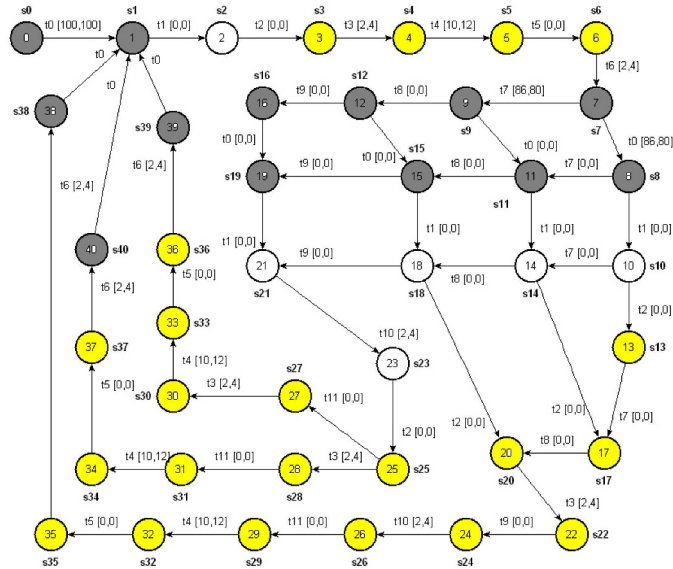 s0 s1 s2 s3 s4 s5 s6
t0 [100,100] t1 [0,0] t2 [0,0] t3 [2,4] t4 [10,12] t5 [0,0]
0 1 2 3 4 5 6
t0 t0 t0 t6 [2,4]
s16 s12
t9 [0,0] t8 [0,0] t7 [86,80]
s38 38 16 12 9 7
s39 39 s9 s7
t0 [0,0] t0 [0,0] t0 [0,0] t0 [86,80]
s15
t6 [2,4] t6 [2,4] t9 [0,0] t8 [0,0] t7 [0,0]
s19 19 15 11 8 s8
s11
t1 [0,0] t1 [0,0] t1 [0,0] t1 [0,0]
40 s40 36 s36 t9 [0,0] t8 [0,0] t7 [0,0]
21 18 14 10 s10
s21 s18 s14
t6 [2,4] t5 [0,0] t2 [0,0]
33 s33 t10 [2,4]
37 s37 23 s23 13 s13
t4 [10,12] s27
t5 [0,0] s30 30 t3 [2,4] 27 t11 [0,0] t2 [0,0] t2 [0,0] t2 [0,0] t7 [0,0]
t4 [10,12] t11 [0,0] t3 [2,4] t8 [0,0]
34 31 28 25 s25 20 17
s34 s31 s28 s20 s17
t3 [2,4]
t5 [0,0] t4 [10,12] t11 [0,0] t10 [2,4] t9 [0,0]
35 32 29 26 24 22 s22
s35 s32 s29 s26 s24